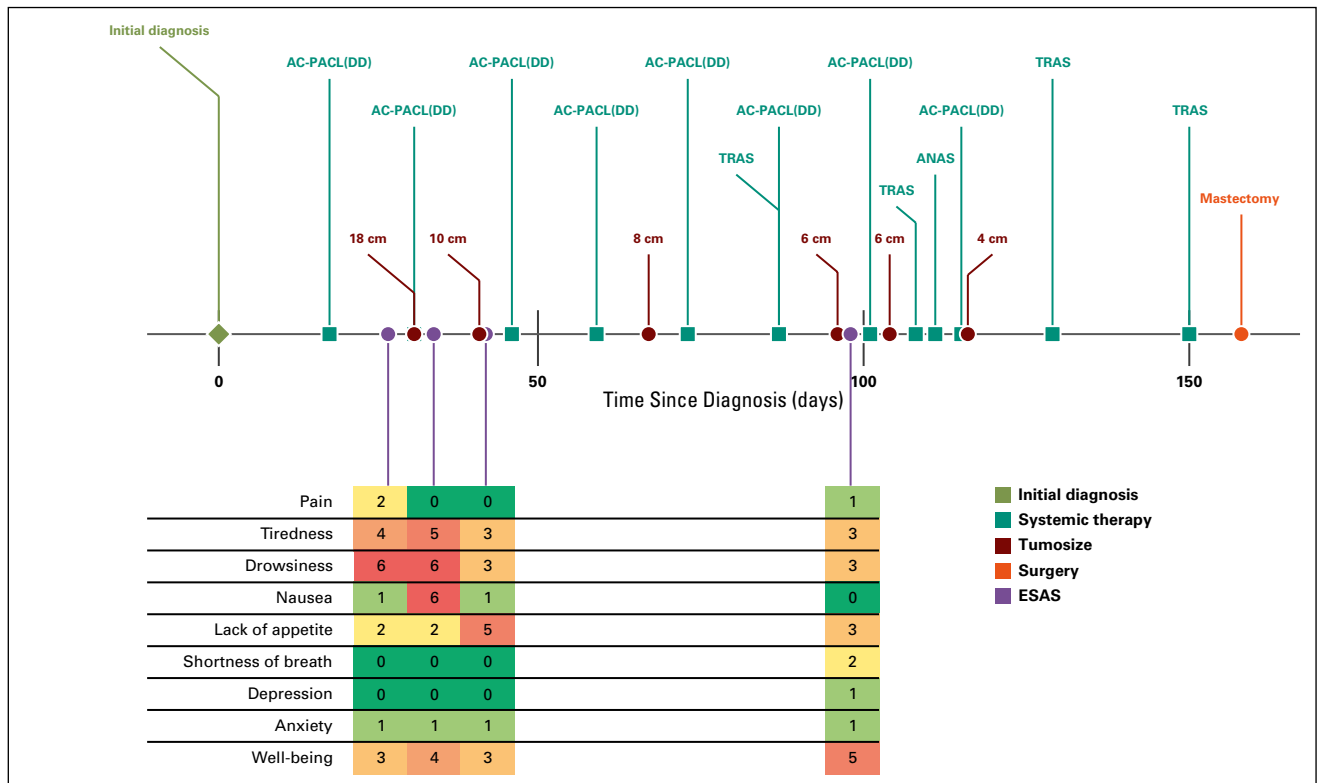 Initial diagnosis
AC-PACL(DD) AC-PACL(DD) AC-PACL(DD) AC-PACL(DD) TRAS
AC-PACL(DD) AC-PACL(DD) AC-PACL(DD) AC-PACL(DD) TRAS
TRAS ANAS
TRAS Mastectomy
18 cm 10 cm 8 cm 6 cm 6 cm 4 cm
0 50 100 150
Time Since Diagnosis (days)
Pain 2 0 0 1
Tiredness 4 5 3 3
Drowsiness 6 6 3 3
Nausea 1 6 1 0
Lack of appetite 2 2 5 3
Shortness of breath 0 0 0 2
Depression 0 0 0 1
Anxiety 1 1 1 1
Well-being 3 4 3 5
Initial diagnosis
Systemic therapy
Tumosize
Surgery
ESAS